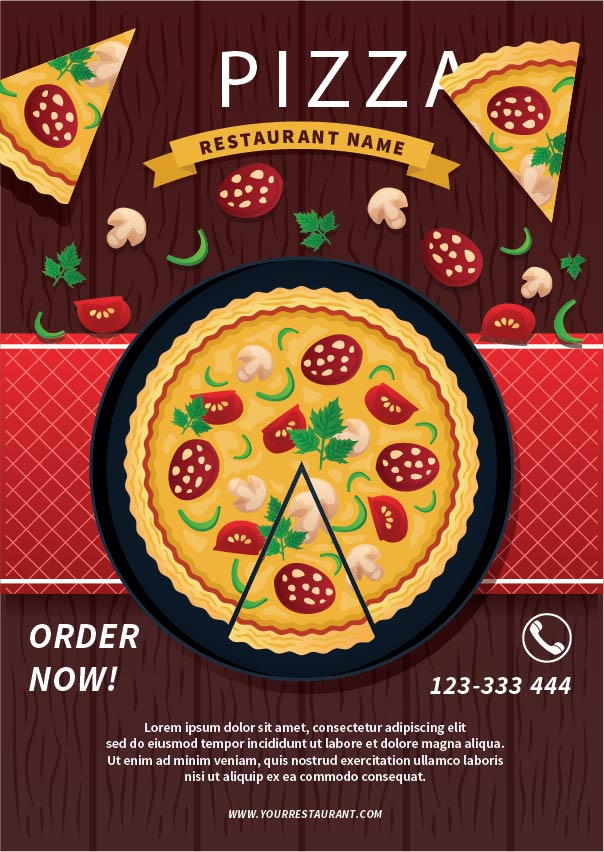 PIZZA
RESTAURANT NAME
ORDER
NOW!
123-333 444
Lorem ipsum dolor sit amet, consectetur adipiscing elit
sed do eiusmod tempor incididunt ut labore et dolore magna aliqua.
Ut enim ad minim veniam, quis nostrud exercitation ullamco laboris
nisi ut aliquip ex ea commodo consequat.
WWW.YOURRESTAURANT.COM